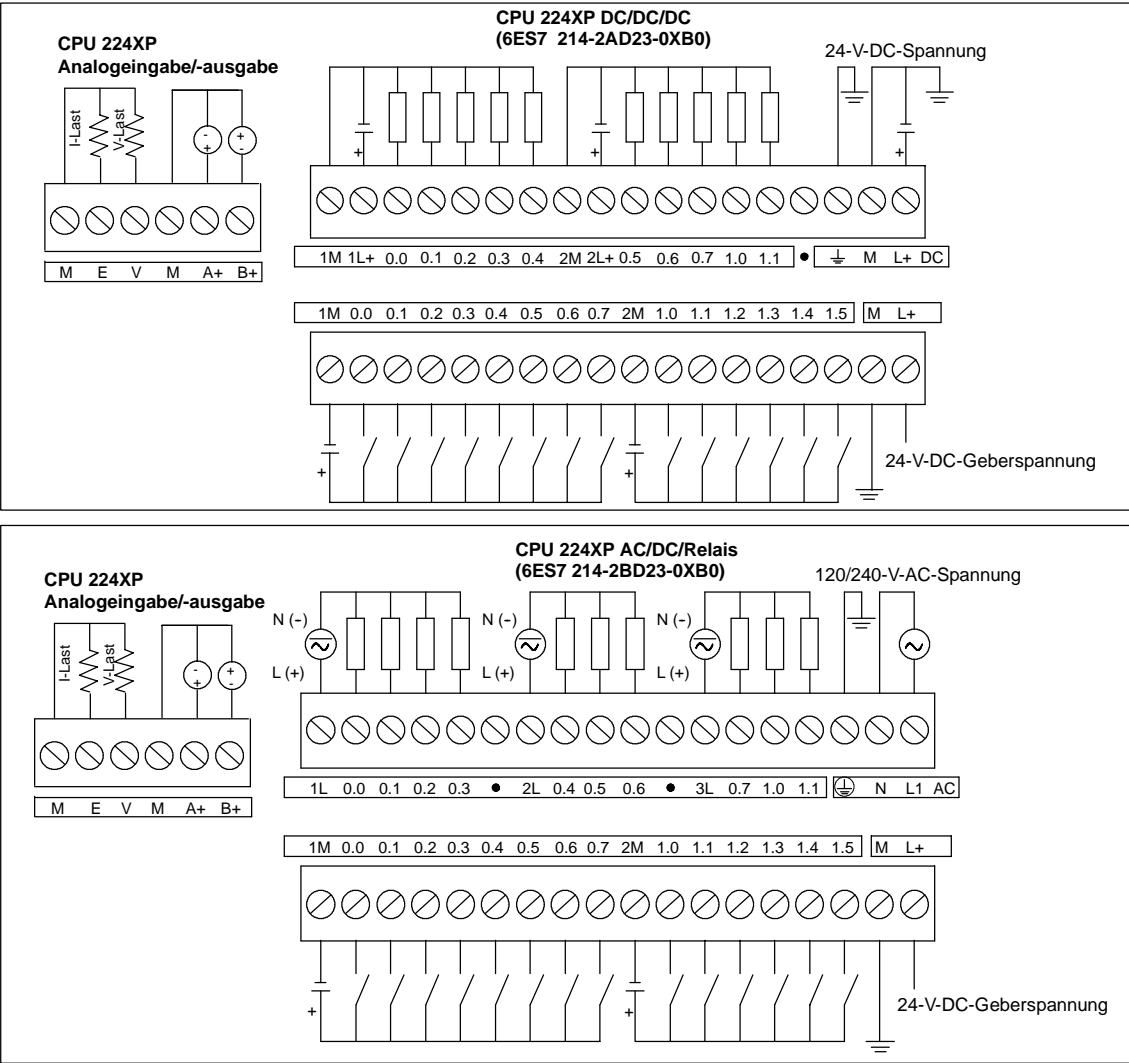 CPU 224XP DC/DC/DC
(6ES7 214-2AD23-0XB0)
CPU 224XP
Analogeingabe/-ausgabe
24-V-DC-Spannung
I-Last
V-Last
- + + -
+ + +
M E V M A+ B+
1M 1L+ 0.0 0.1 0.2 0.3 0.4 2M 2L+ 0.5 0.6 0.7 1.0 1.1 • M L+ DC
1M 0.0 0.1 0.2 0.3 0.4 0.5 0.6 0.7 2M 1.0 1.1 1.2 1.3 1.4 1.5 M L+
+ +
24-V-DC-Geberspannung
CPU 224XP AC/DC/Relais
(6ES7 214-2BD23-0XB0)
CPU 224XP
Analogeingabe/-ausgabe
120/240-V-AC-Spannung
N (-) N (-) N (-)
L (+) L (+) L (+)
I-Last
V-Last
- + + -
M E V M A+ B+
1L 0.0 0.1 0.2 0.3 • 2L 0.4 0.5 0.6 • 3L 0.7 1.0 1.1 N L1 AC
1M 0.0 0.1 0.2 0.3 0.4 0.5 0.6 0.7 2M 1.0 1.1 1.2 1.3 1.4 1.5 M L+
+ +
24-V-DC-Geberspannung